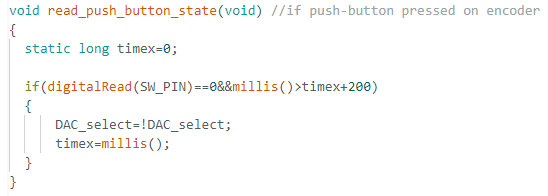 void read_push_button_state(void) //if push-button pressed on encoder
{
  static long timex=0;

  if(digitalRead(SW_PIN)==0&&millis()>timex+200)
  {
     DAC_select=!DAC_select;
     timex=millis();
  }
}